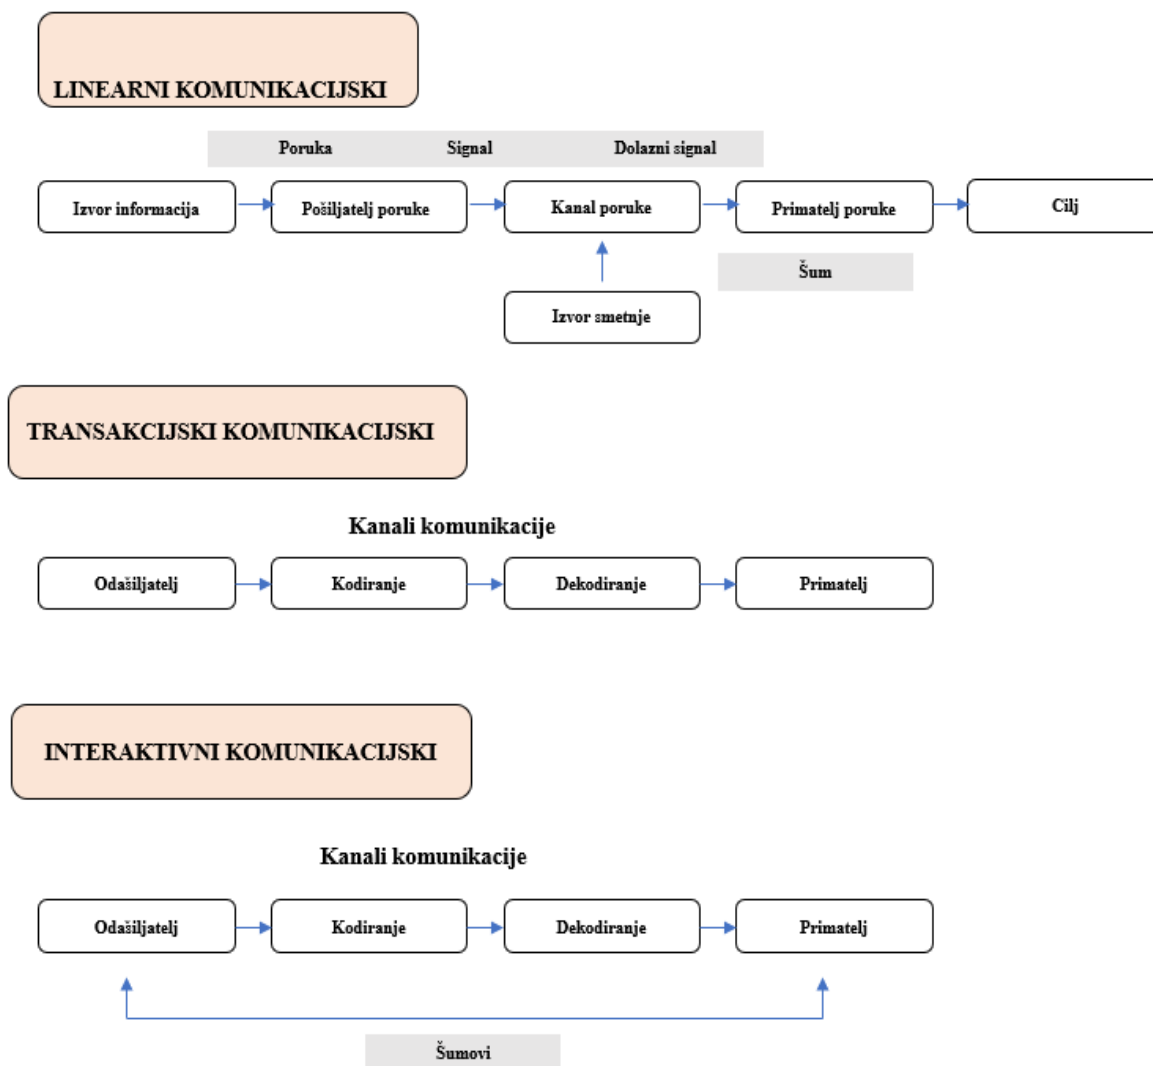 LINEARNI KOMUNIKACIJSKI
Poruka Signal Dolazni signal
Izvor informacija Pošiljatelj poruke Kanal poruke Primatelj poruke Cilj
Šum
Izvor smetnje
TRANSAKCIJSKI KOMUNIKACIJSKI
Kanali komunikacije
Odašiljatelj Kodiranje Dekodiranje Primatelj
INTERAKTIVNI KOMUNIKACIJSKI
Kanali komunikacije
Odašiljatelj Kodiranje Dekodiranje Primatelj
Šumovi